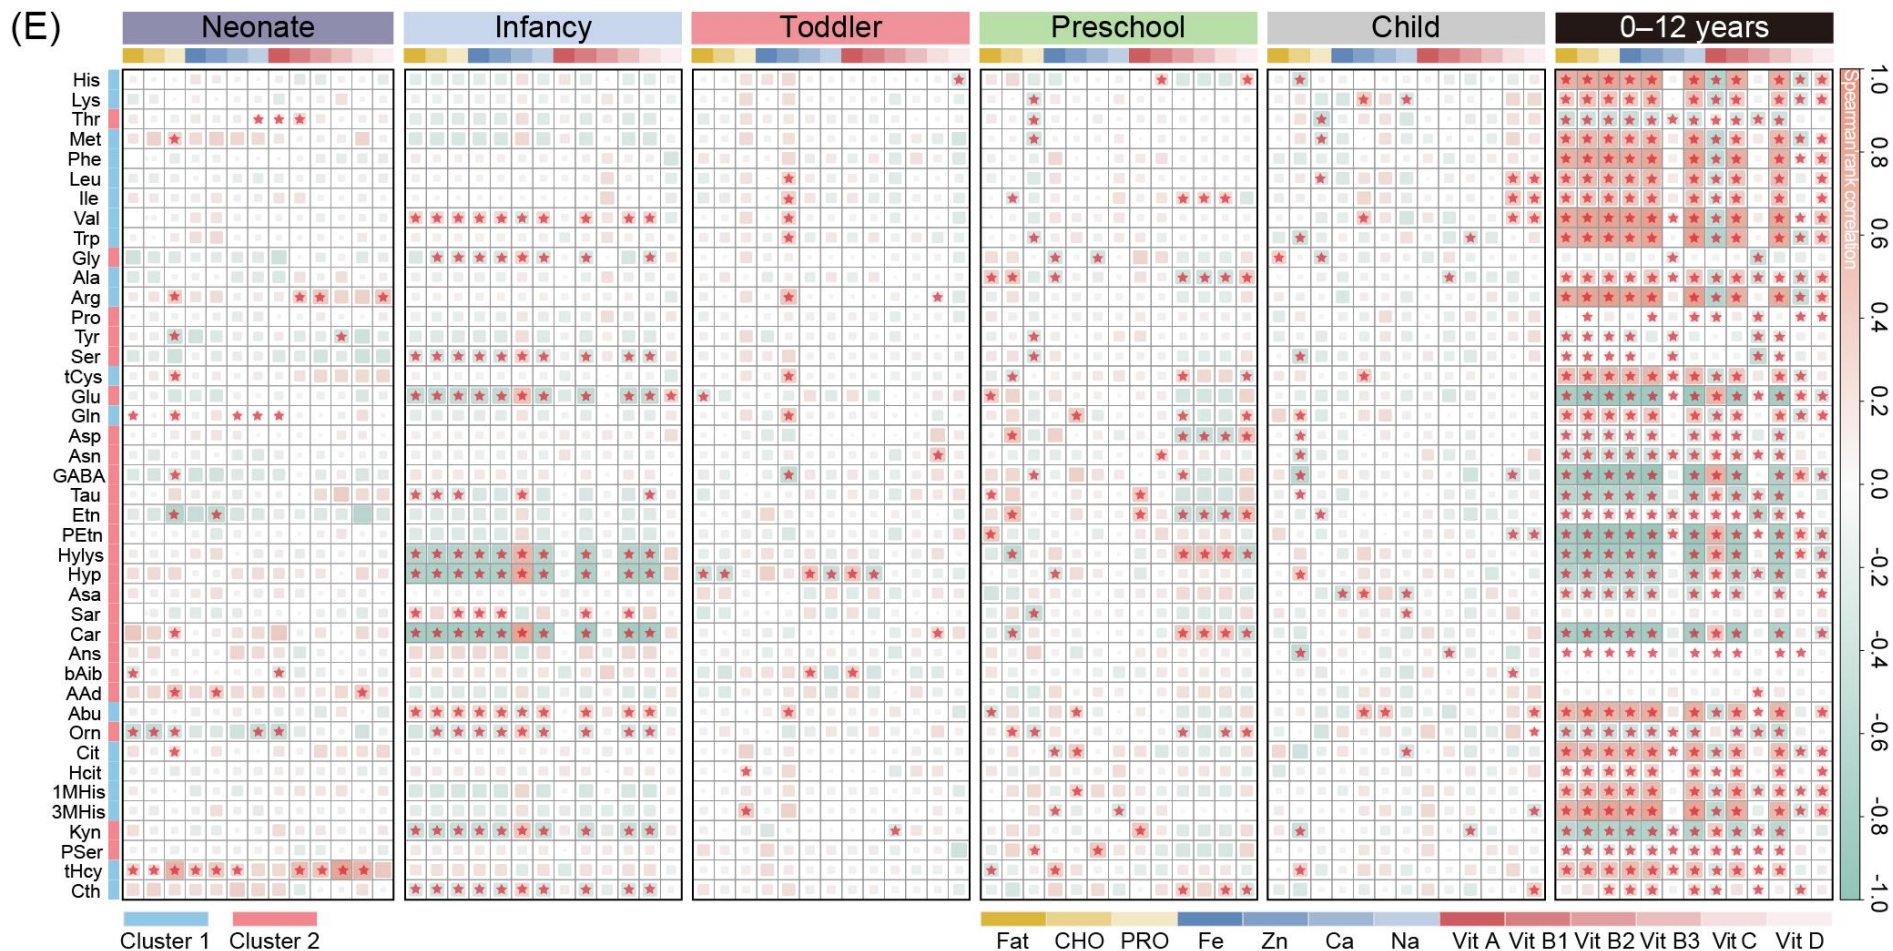 (E)
Neonate Infancy Toddler Preschool Child 0–12 years
His
Lys
Thr
Met
Phe
Leu
Ile
Val
Trp
Gly
Ala
Arg
Pro
Tyr
Ser
tCys
Glu
Gln
Asp
Asn
GABA
Tau
Etn
PEtn
Hylys
Hyp
Asa
Sar
Car
Ans
bAib
AAd
Abu
Orn
Cit
Hcit
1MHis
3MHis
Kyn
PSer
tHcy
Cth
Spearman rank correlation
1.0
0.8
0.6
0.4
0.2
0.0
-0.2
-0.4
-0.6
-0.8
-1.0
Cluster 1 Cluster 2
Fat CHO PRO Fe Zn Ca Na Vit A Vit B1 Vit B2 Vit B3 Vit C Vit D